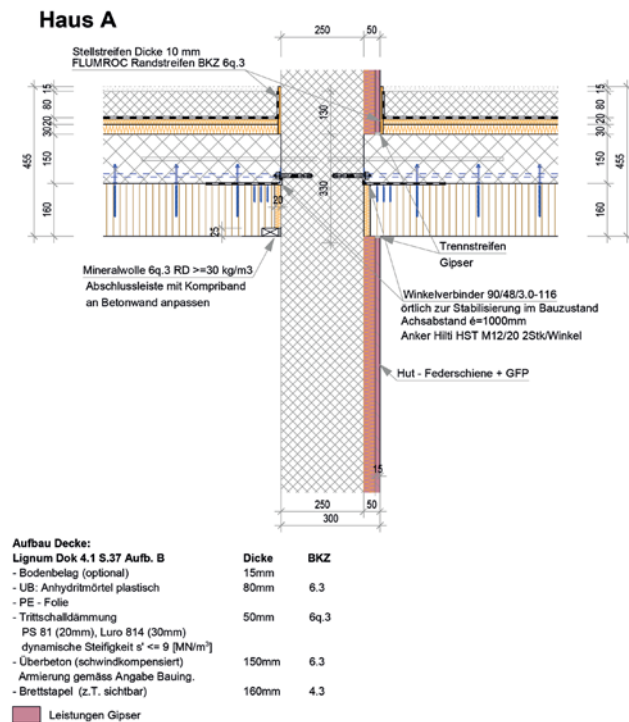 Haus A
250
50
Stellstreifen Dicke 10 mm
FLUMROC Randstreifen BKZ 6q.3
15
80
20
30
150
160
455
130
330
15
80
20
30
150
160
455
20
25
Trennstreifen
Gipser
Mineralwolle 6q.3 RD >=30 kg/m3
Abschlussleiste mit Kompriband
an Betonwand anpassen
Winkelverbinder 90/48/3.0-116
örtlich zur Stabilisierung im Bauzustand
Achsabstand é=1000mm
Anker Hilti HST M12/20 2Stk/Winkel
Hut - Federschiene + GFP
15
250
50
300
Aufbau Decke:
Lignum Dok 4.1 S.37 Aufb. B Dicke BKZ
- Bodenbelag (optional) 15mm
- UB: Anhydritmörtel plastisch 80mm 6.3
- PE - Folie
- Trittschalldämmung 50mm 6q.3
PS 81 (20mm), Luro 814 (30mm)
dynamische Steifigkeit s' <= 9 [MN/m³]
- Überbeton (schwindkompensiert) 150mm 6.3
Armierung gemäss Angabe Bauing.
- Brettstapel (z.T. sichtbar) 160mm 4.3
Leistungen Gipser